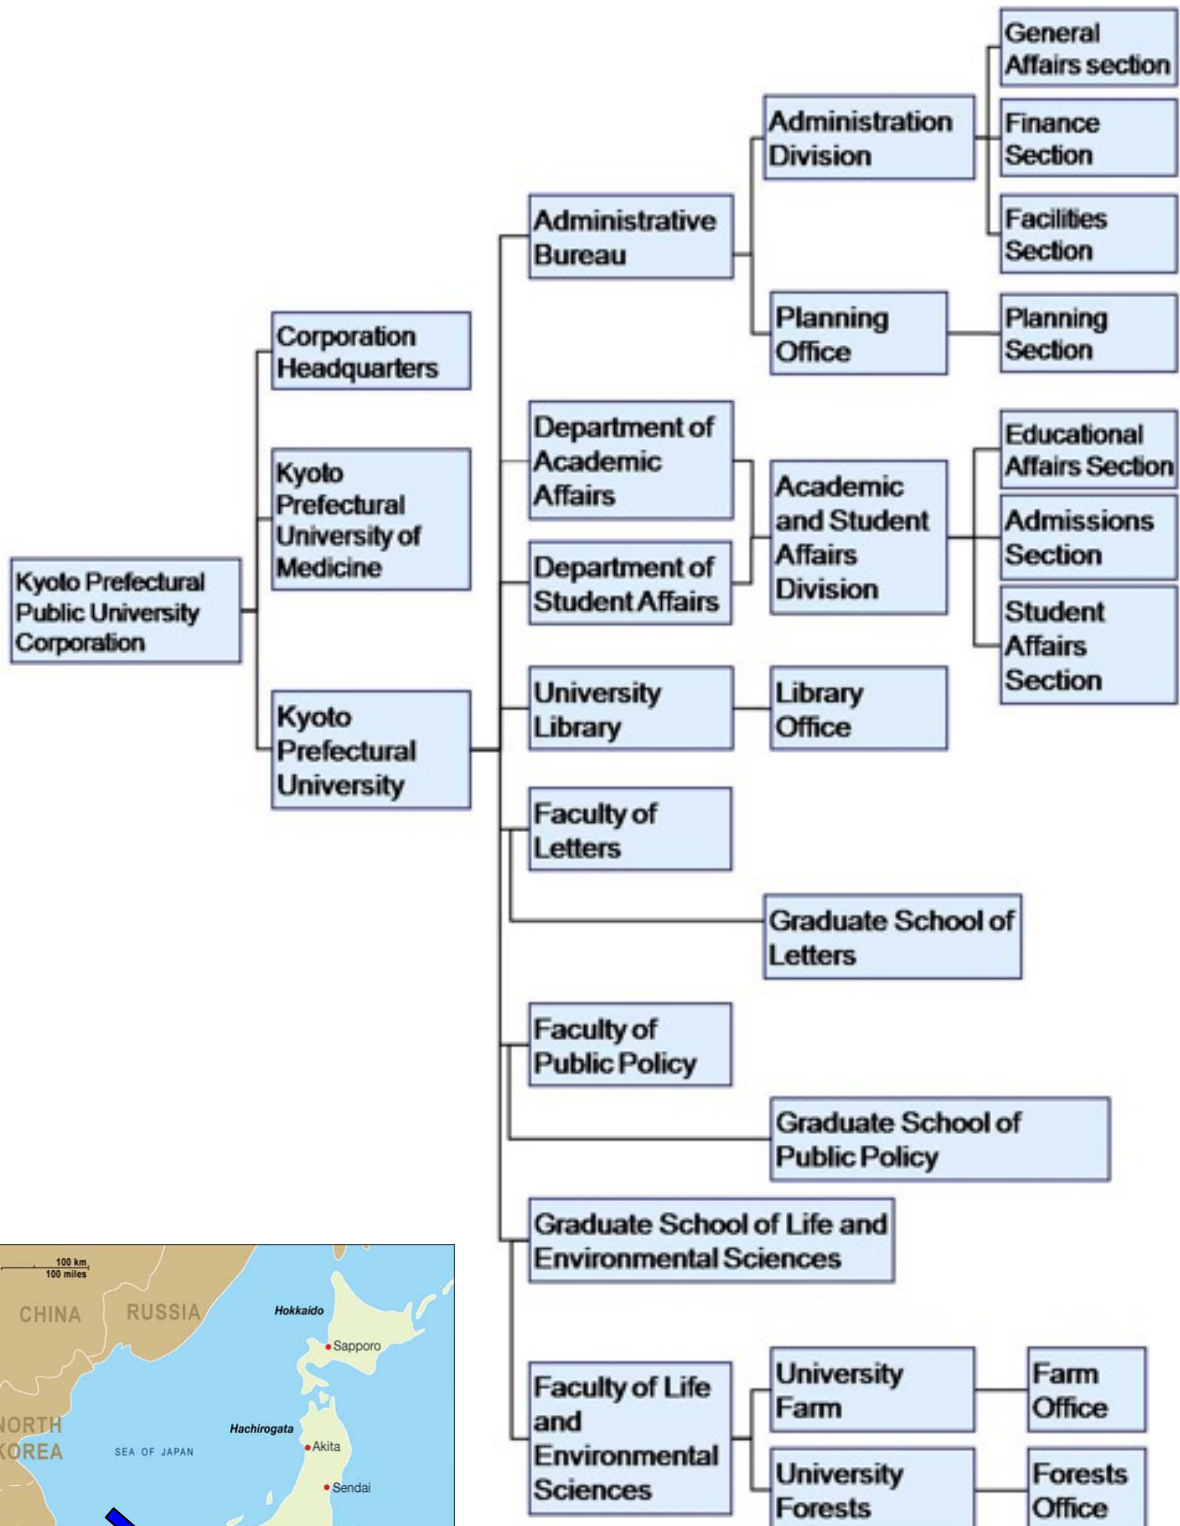 General
Affairs section
Administration
Division
Finance
Section
Administrative
Bureau
Facilities
Section
Planning
Office
Planning
Section
Corporation
Headquarters
Department of
Academic
Affairs
Educational
Affairs Section
Kyoto
Prefectural
University of
Medicine
Academic
and Student
Affairs
Division
Admissions
Section
Kyoto Prefectural
Public University
Corporation
Department of
Student Affairs
Student
Affairs
Section
Kyoto
Prefectural
University
University
Library
Library
Office
Faculty of
Letters
Graduate School of
Letters
Faculty of
Public Policy
Graduate School of
Public Policy
Graduate School of Life and
Environmental Sciences
Faculty of Life
and
Environmental
Sciences
University
Farm
Farm
Office
University
Forests
Forests
Office
100 km
100 miles
CHINA
RUSSIA
Hokkaido
Sapporo
NORTH
KOREA
SEA OF JAPAN
Hachirogata
Akita
Sendai